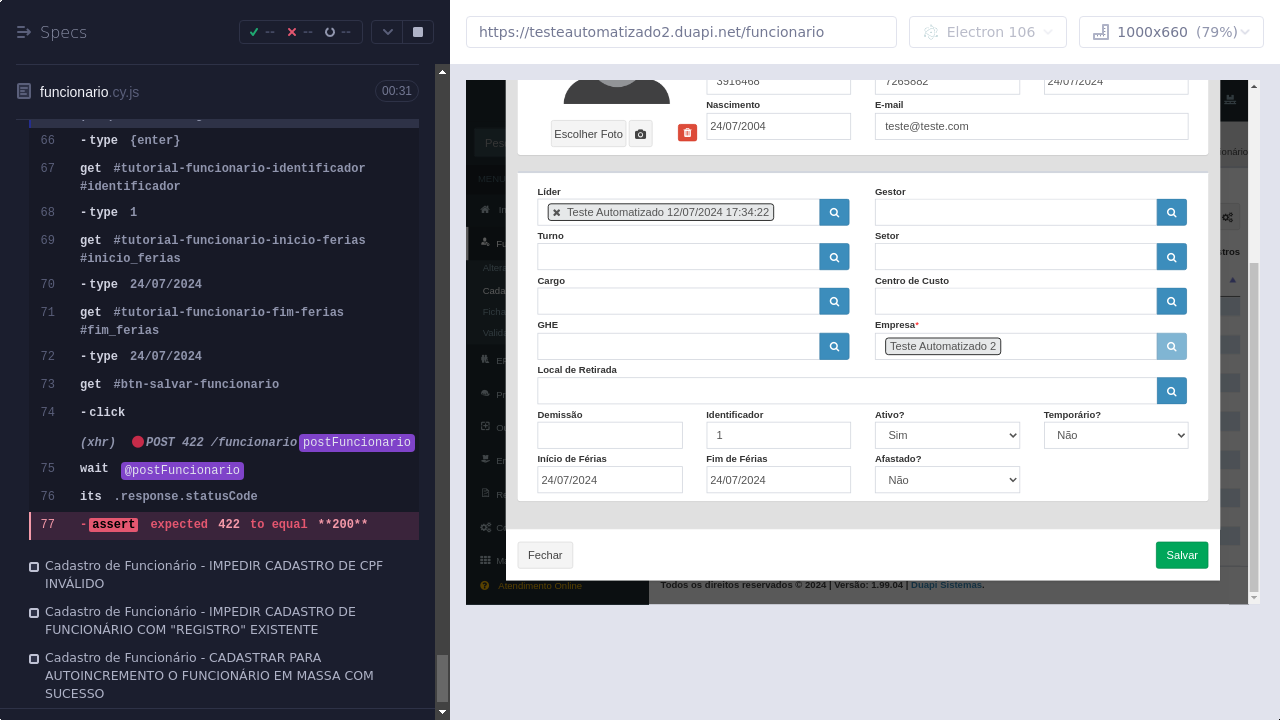 Specs
-- -- --
https://testeautomatizado2.duapi.net/funcionario
Electron 106
1000x660 (79%)
funcionario.cy.js
00:31
66 -type {enter}
67 get #tutorial-funcionario-identificador
#identificador
68 -type 1
69 get #tutorial-funcionario-inicio-ferias
#inicio_ferias
70 -type 24/07/2024
71 get #tutorial-funcionario-fim-ferias
#fim_ferias
72 -type 24/07/2024
73 get #btn-salvar-funcionario
74 -click
(xhr) POST 422 /funcionario postFuncionario
75 wait @postFuncionario
76 its .response.statusCode
77 -assert expected 422 to equal **200**
Cadastro de Funcionário - IMPEDIR CADASTRO DE CPF
INVÁLIDO
Cadastro de Funcionário - IMPEDIR CADASTRO DE
FUNCIONÁRIO COM "REGISTRO" EXISTENTE
Cadastro de Funcionário - CADASTRAR PARA
AUTOINCREMENTO O FUNCIONÁRIO EM MASSA COM
SUCESSO
3916468 7265882 24/07/2024
Nascimento E-mail
24/07/2004 teste@teste.com
Escolher Foto
Líder Gestor
Teste Automatizado 12/07/2024 17:34:22
Turno Setor
Cargo Centro de Custo
GHE Empresa*
Teste Automatizado 2
Local de Retirada
Demissão Identificador Ativo? Temporário?
1 Sim Não
Início de Férias Fim de Férias Afastado?
24/07/2024 24/07/2024 Não
Fechar Salvar
Atendimento Online
Todos os direitos reservados © 2024 | Versão: 1.99.04 | Duapi Sistemas.